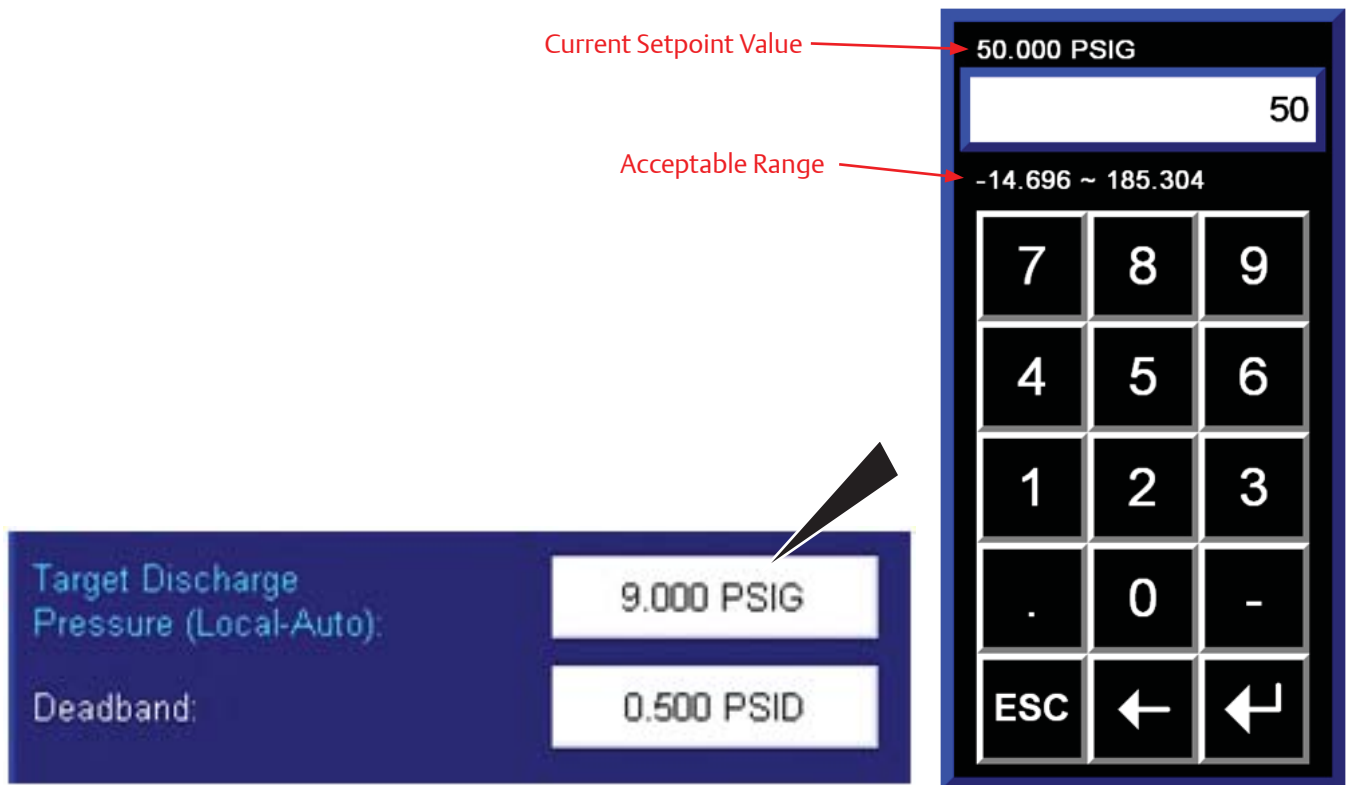 Current Setpoint Value
50.000 PSIG
50
Acceptable Range
-14.696 ~ 185.304
7 8 9
4 5 6
1 2 3
. 0 -
ESC ← ↵
Target Discharge
Pressure (Local-Auto):
9.000 PSIG
Deadband:
0.500 PSID